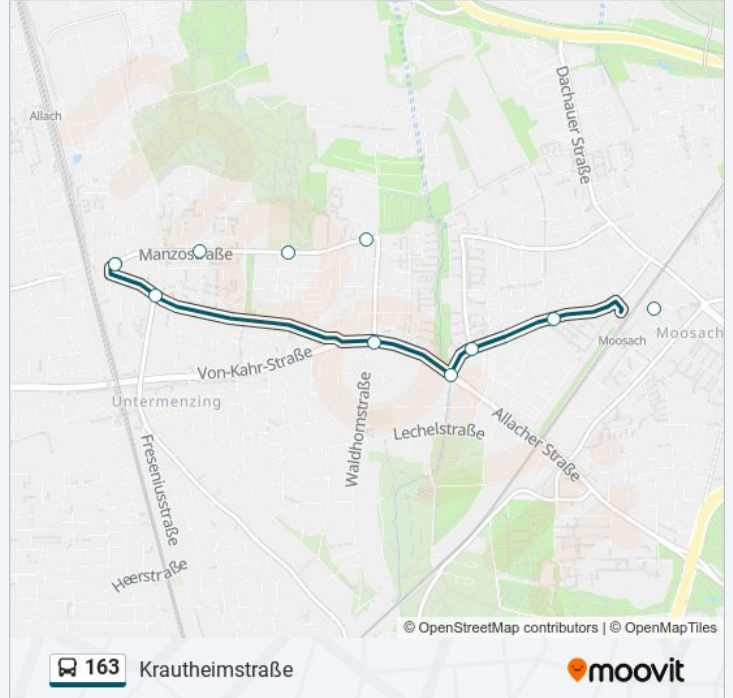 Allach
Dachauer Straße
Manzostraße
Moosach
Moosach
Von-Kahr-Straße
Untermenzing
Waldhornstraße
Lechelstraße
Allacher Straße
Freseniusstraße
Heerstraße
© OpenStreetMap contributors | © OpenMapTiles
163 Krautheimstraße
moovit